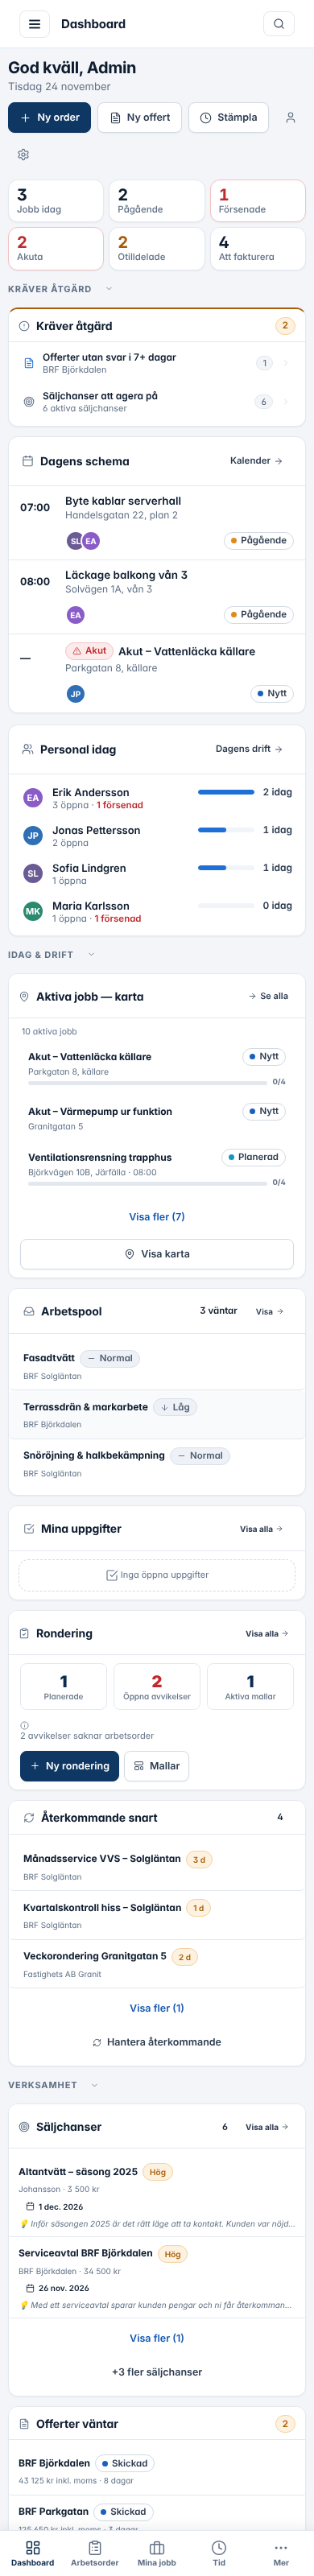 Dashboard
God kväll, Admin
Tisdag 24 november
Ny order
Ny offert
Stämpla
3
Jobb idag
2
Pågående
1
Försenade
2
Akuta
2
Otilldelade
4
Att fakturera
KRÄVER ÅTGÄRD
Kräver åtgärd
2
Offerter utan svar i 7+ dagar
BRF Björkdalen
1
Säljchanser att agera på
6 aktiva säljchanser
6
Dagens schema
Kalender →
07:00
Byte kablar serverhall
Handelsgatan 22, plan 2
SL
EA
Pågående
08:00
Läckage balkong vån 3
Solvägen 1A, vån 3
EA
Pågående
—
Akut
Akut – Vattenläcka källare
Parkgatan 8, källare
JP
Nytt
Personal idag
Dagens drift →
EA
Erik Andersson
3 öppna · 1 försenad
2 idag
JP
Jonas Pettersson
2 öppna
1 idag
SL
Sofia Lindgren
1 öppna
1 idag
MK
Maria Karlsson
1 öppna · 1 försenad
0 idag
IDAG & DRIFT
Aktiva jobb — karta
→ Se alla
10 aktiva jobb
Akut – Vattenläcka källare
Nytt
Parkgatan 8, källare
0/4
Akut – Värmepump ur funktion
Nytt
Granitgatan 5
Ventilationsrensning trapphus
Planerad
Björkvägen 10B, Järfälla · 08:00
0/4
Visa fler (7)
Visa karta
Arbetspool
3 väntar
Visa →
Fasadtvätt
Normal
BRF Solgläntan
Terrassdrän & markarbete
Låg
BRF Björkdalen
Snöröjning & halkbekämpning
Normal
BRF Solgläntan
Mina uppgifter
Visa alla →
Inga öppna uppgifter
Rondering
Visa alla →
1
Planerade
2
Öppna avvikelser
1
Aktiva mallar
2 avvikelser saknar arbetsorder
Ny rondering
Mallar
Återkommande snart
4
Månadsservice VVS – Solgläntan
3 d
BRF Solgläntan
Kvartalskontroll hiss – Solgläntan
1 d
BRF Solgläntan
Veckorondering Granitgatan 5
2 d
Fastighets AB Granit
Visa fler (1)
Hantera återkommande
VERKSAMHET
Säljchanser
6
Visa alla →
Altantvätt – säsong 2025
Hög
Johansson · 3 500 kr
1 dec. 2026
💡 Inför säsongen 2025 är det rätt läge att ta kontakt. Kunden var nöjd...
Serviceavtal BRF Björkdalen
Hög
BRF Björkdalen · 34 500 kr
26 nov. 2026
💡 Med ett serviceavtal sparar kunden pengar och ni får återkomman...
Visa fler (1)
+3 fler säljchanser
Offerter väntar
2
BRF Björkdalen
Skickad
43 125 kr inkl. moms · 8 dagar
BRF Parkgatan
Skickad
125 650 kr inkl. moms · 3 dagar
Dashboard
Arbetsorder
Mina jobb
Tid
Mer